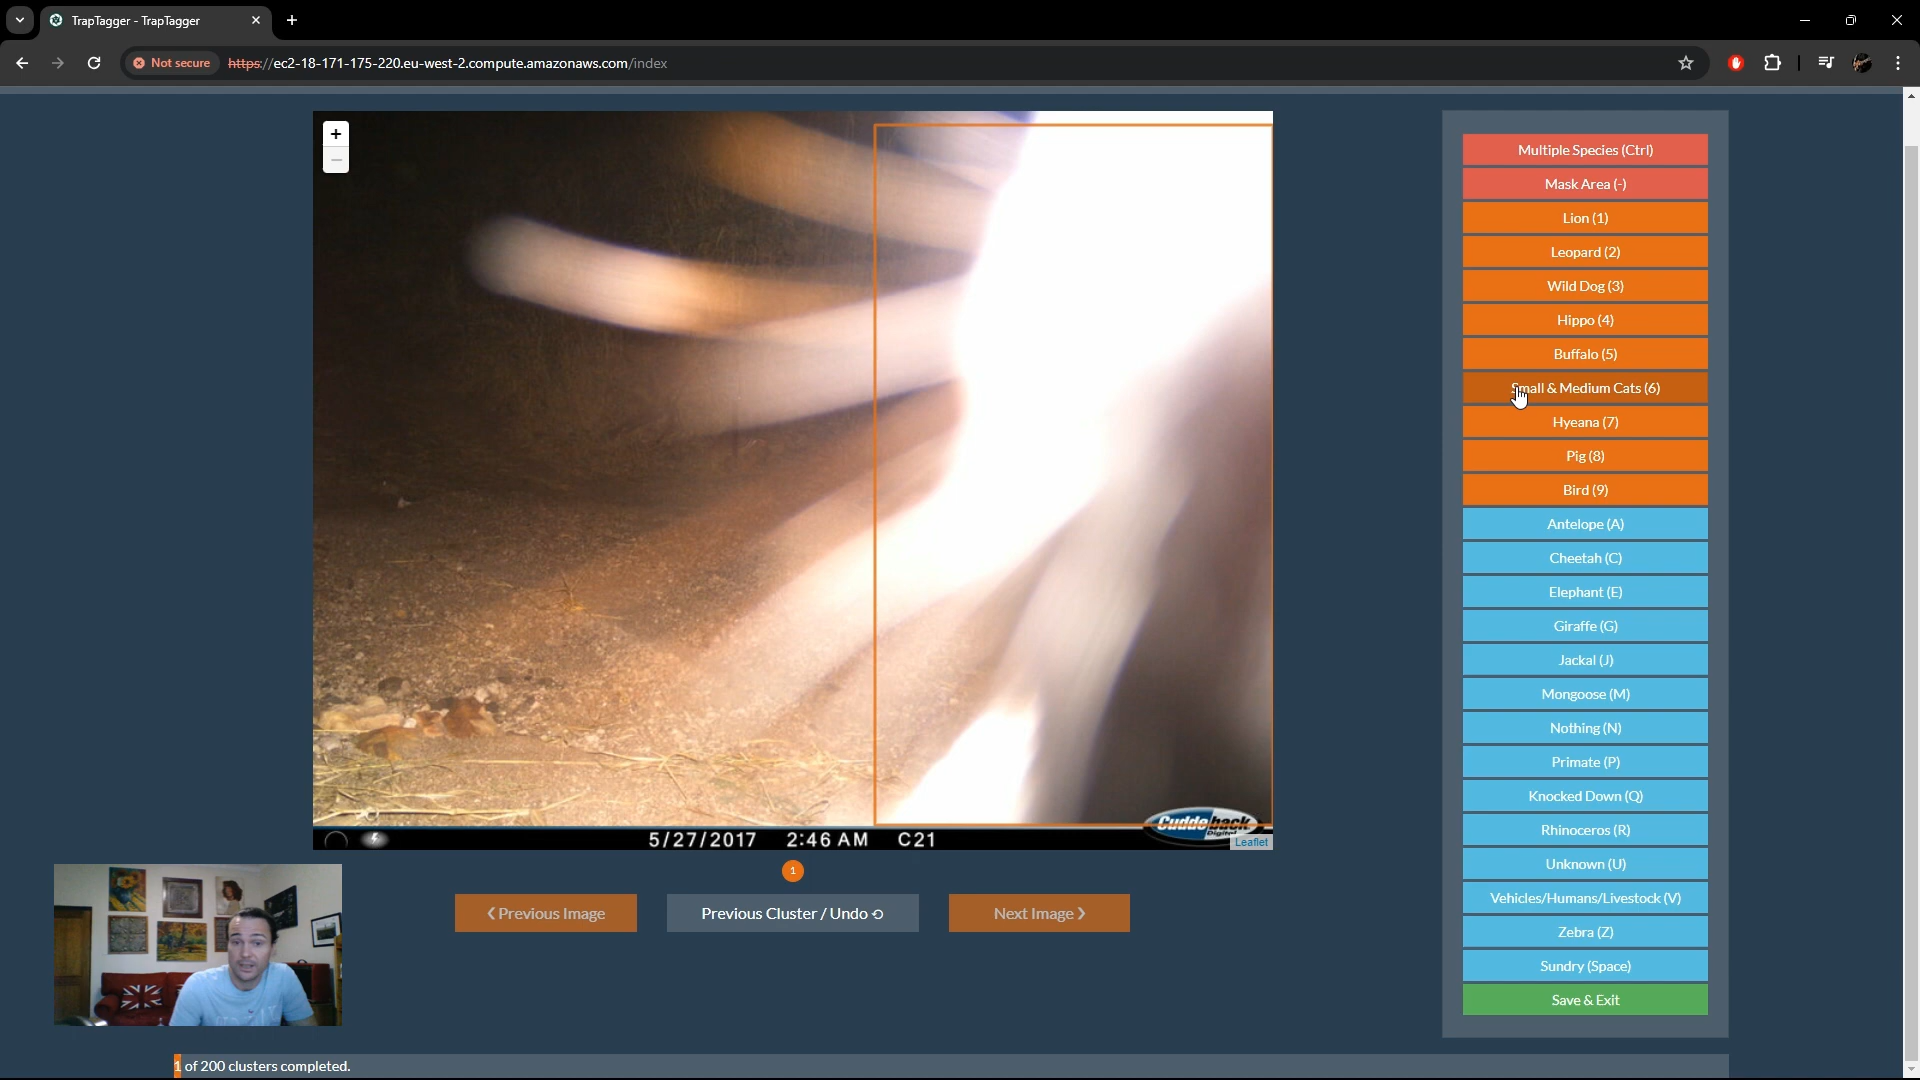 TrapTagger - TrapTagger
Not secure
https://ec2-18-171-175-220.eu-west-2.compute.amazonaws.com/index
+
−
Multiple Species (Ctrl)
Mask Area (-)
Lion (1)
Leopard (2)
Wild Dog (3)
Hippo (4)
Buffalo (5)
Small & Medium Cats (6)
Hyeana (7)
Pig (8)
Bird (9)
Antelope (A)
Cheetah (C)
Elephant (E)
Giraffe (G)
Jackal (J)
Mongoose (M)
Nothing (N)
Primate (P)
Knocked Down (Q)
Rhinoceros (R)
Unknown (U)
Vehicles/Humans/Livestock (V)
Zebra (Z)
Sundry (Space)
Save & Exit
Cuddeback
Digital
5/27/2017 2:46 AM C21
Leaflet
1
Previous Image
Previous Cluster / Undo
Next Image
1 of 200 clusters completed.